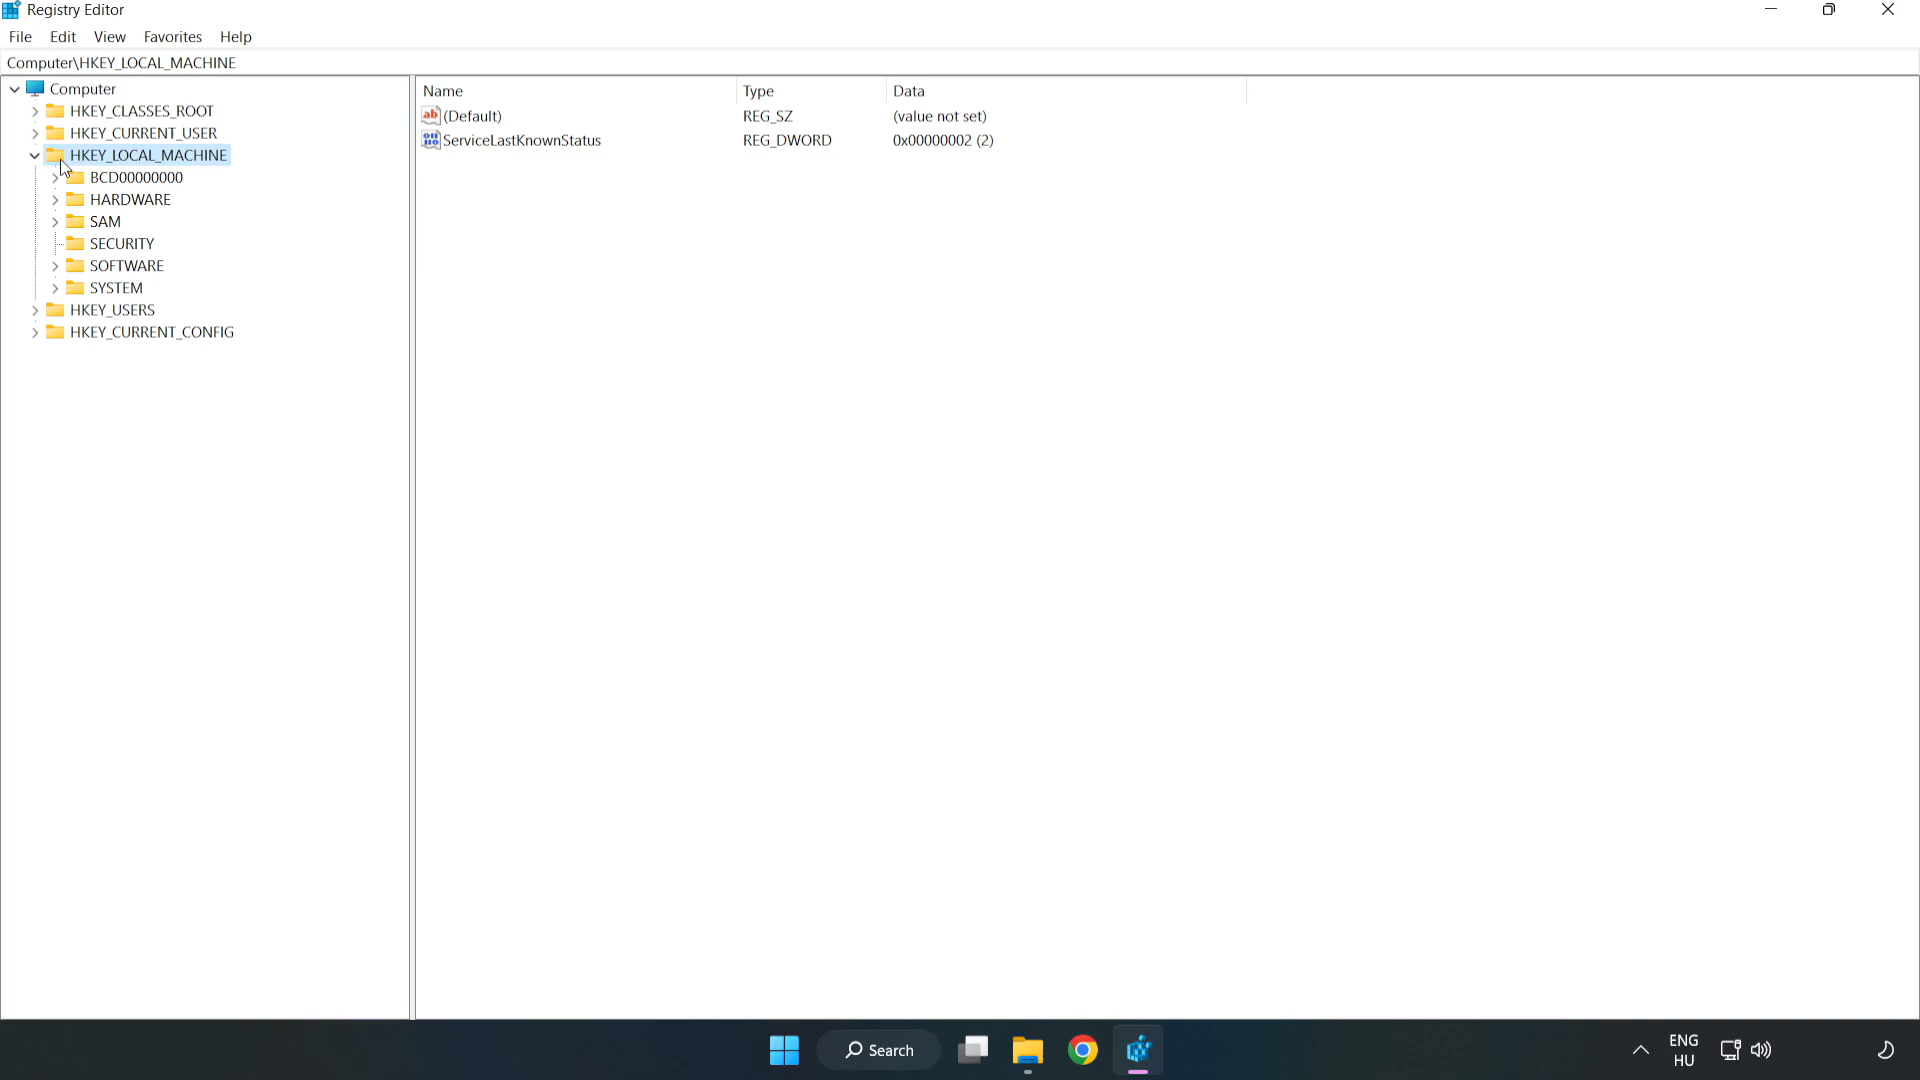 Registry Editor
File Edit View Favorites Help
Computer\HKEY_LOCAL_MACHINE
Computer
HKEY_CLASSES_ROOT
HKEY_CURRENT_USER
HKEY_LOCAL_MACHINE
BCD00000000
HARDWARE
SAM
SECURITY
SOFTWARE
SYSTEM
HKEY_USERS
HKEY_CURRENT_CONFIG
Name Type Data
(Default) REG_SZ (value not set)
ServiceLastKnownStatus REG_DWORD 0x00000002 (2)
Search
ENG
HU